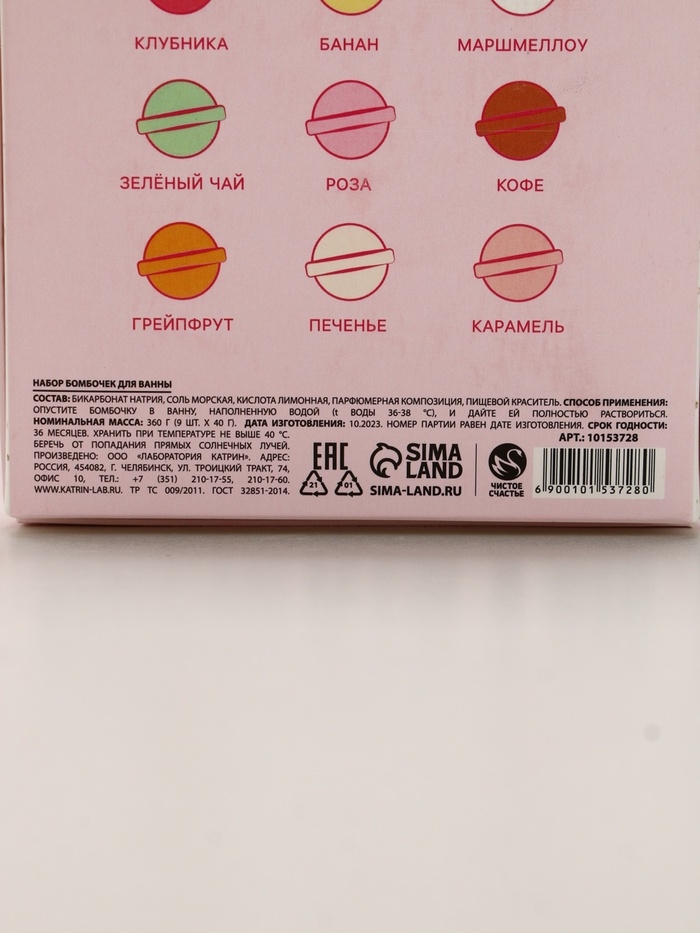 КЛУБНИКА БАНАН МАРШМЕЛЛОУ
ЗЕЛЁНЫЙ ЧАЙ РОЗА КОФЕ
ГРЕЙПФРУТ ПЕЧЕНЬЕ КАРАМЕЛЬ
НАБОР БОМБОЧЕК ДЛЯ ВАННЫ
СОСТАВ: БИКАРБОНАТ НАТРИЯ, СОЛЬ МОРСКАЯ, КИСЛОТА ЛИМОННАЯ, ПАРФЮМЕРНАЯ КОМПОЗИЦИЯ, ПИЩЕВОЙ КРАСИТЕЛЬ. СПОСОБ ПРИМЕНЕНИЯ:
ОПУСТИТЕ БОМБОЧКУ В ВАННУ, НАПОЛНЕННУЮ ВОДОЙ (t ВОДЫ 36-38 °С), И ДАЙТЕ ЕЙ ПОЛНОСТЬЮ РАСТВОРИТЬСЯ.
НОМИНАЛЬНАЯ МАССА: 360 Г (9 ШТ. Х 40 Г). ДАТА ИЗГОТОВЛЕНИЯ: 10.2023. НОМЕР ПАРТИИ РАВЕН ДАТЕ ИЗГОТОВЛЕНИЯ. СРОК ГОДНОСТИ:
36 МЕСЯЦЕВ. ХРАНИТЬ ПРИ ТЕМПЕРАТУРЕ НЕ ВЫШЕ 40 °С.
БЕРЕЧЬ ОТ ПОПАДАНИЯ ПРЯМЫХ СОЛНЕЧНЫХ ЛУЧЕЙ.
ПРОИЗВЕДЕНО: ООО «ЛАБОРАТОРИЯ КАТРИН». АДРЕС:
РОССИЯ, 454082, Г. ЧЕЛЯБИНСК, УЛ. ТРОИЦКИЙ ТРАКТ, 74,
ОФИС 10, ТЕЛ.: +7 (351) 210-17-55, 210-17-60.
WWW.KATRIN-LAB.RU. ТР ТС 009/2011. ГОСТ 32851-2014.
EAC
21 01
SIMA
LAND
SIMA-LAND.RU
ЧИСТОЕ
СЧАСТЬЕ
АРТ.: 10153728
6 900101 537280